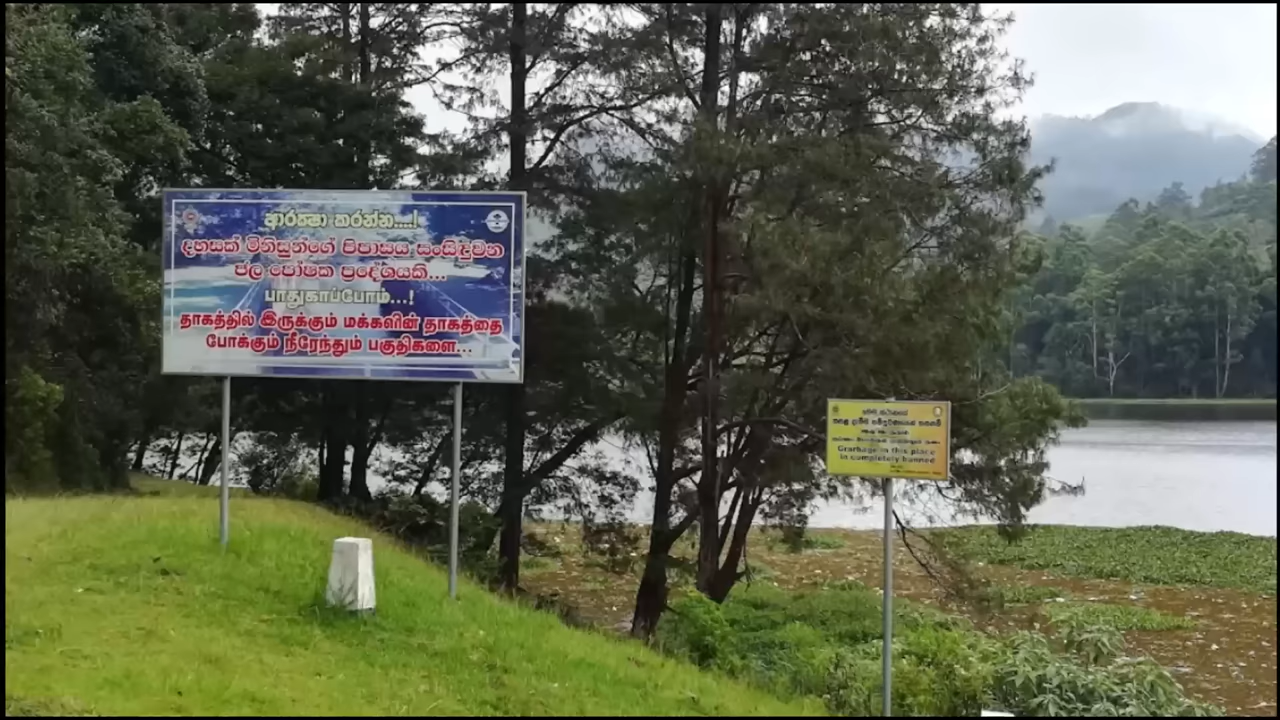 ආරක්‍ෂා කරන්න....!
දහසක් මිනිසුන්ගේ පිපාසය සංසිඳුවන
ජල පෝෂක ප්‍රදේශයකි...
பாதுகாப்போம்...!
தாகத்தில் இருக்கும் மக்களின் தாகத்தை
போக்கும் நீரேந்தும் பகுதிகளை...
Grarbage in this place
is completely banned